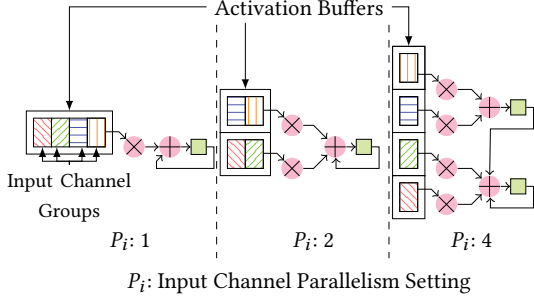 Activation Buffers
Input Channel
Groups
P_i: 1
P_i: 2
P_i: 4
P_i: Input Channel Parallelism Setting